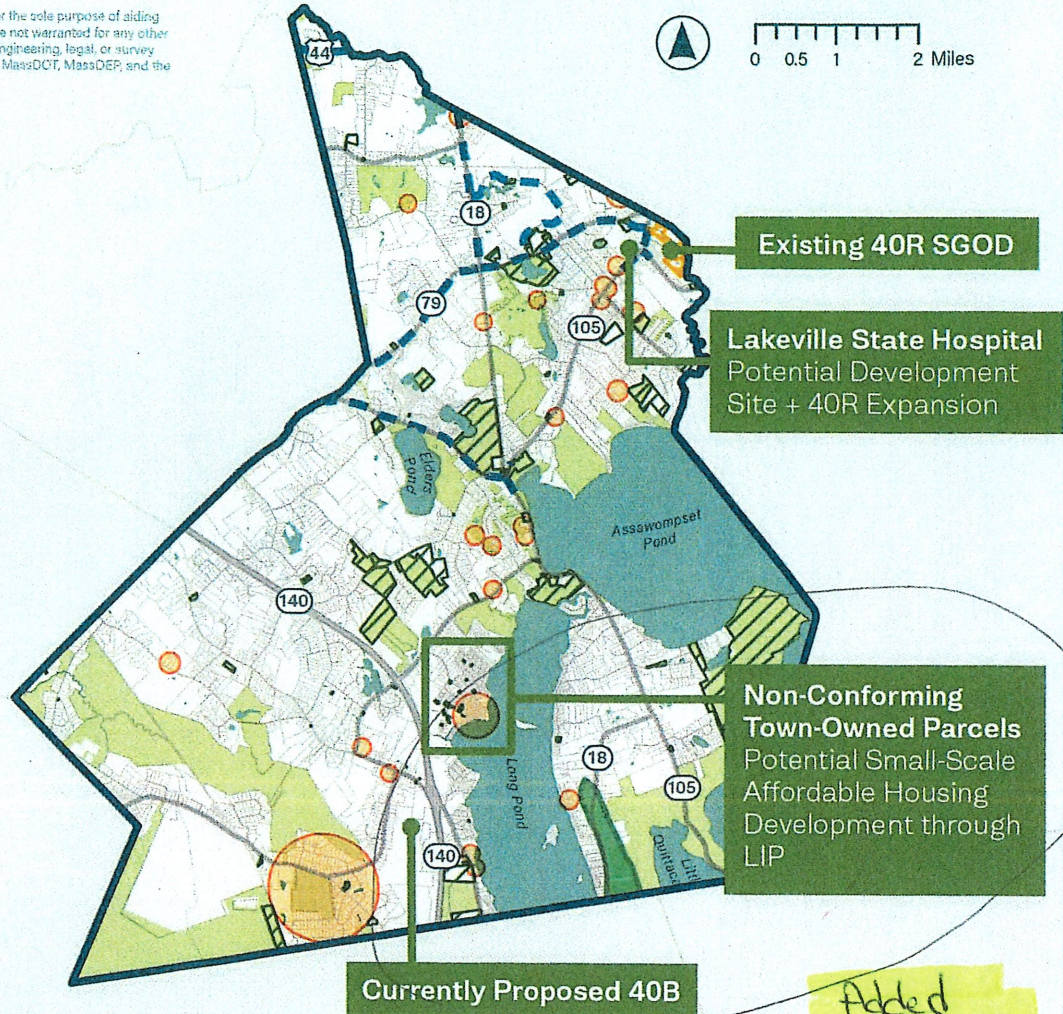 r the sole purpose of aiding
e not warranted for any other
ngineering, legal, or survey
MassDOT, MassDEP, and the
0 0.5 1 2 Miles
44
18
Existing 40R SGOD
79
105
Lakeville State Hospital
Potential Development
Site + 40R Expansion
Elders
Pond
Assawompset
Pond
140
Non-Conforming
Town-Owned Parcels
Potential Small-Scale
Affordable Housing
Development through
LIP
Long Pond
18
105
140
Little
Quittaca
Currently Proposed 40B
Added